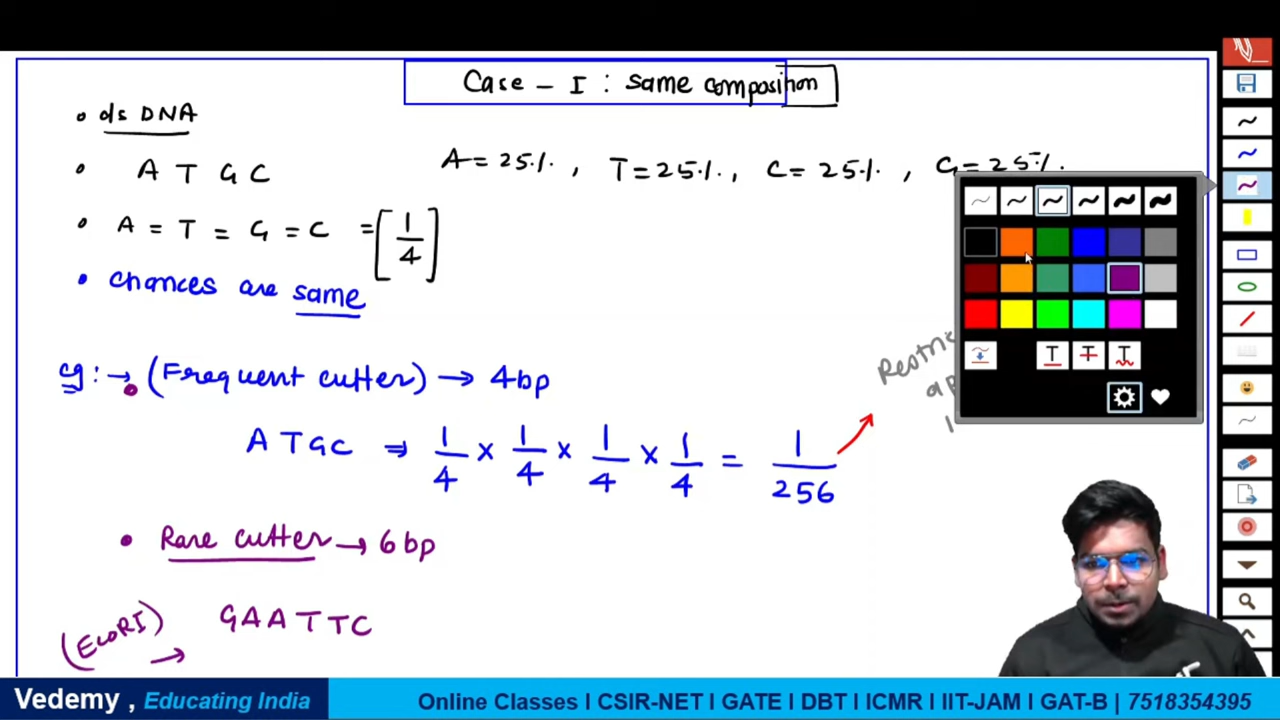 Case - I : same composition
• ds DNA
• A T G C
A = 25%. , T = 25%. , C = 25%. , G = 25%.
• A = T = G = C = [1/4]
• chances are same
eg: → (Frequent cutter) → 4bp
A T G C ⇒ 1/4 × 1/4 × 1/4 × 1/4 = 1/256
• Rare cutter → 6 bp
(EcoRI) → GAATTC
Vedemy , Educating India
Online Classes I CSIR-NET I GATE I DBT I ICMR I IIT-JAM I GAT-B I 7518354395